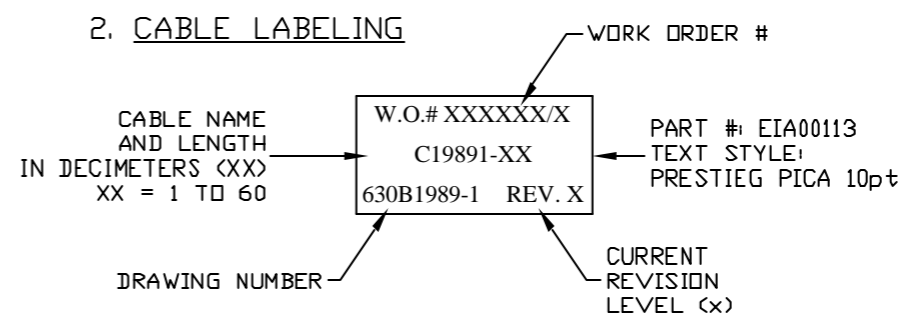 2. CABLE LABELING
WORK ORDER #
CABLE NAME
AND LENGTH
IN DECIMETERS (XX)
XX = 1 TO 60
W.O.# XXXXXX/X
C19891-XX
630B1989-1 REV. X
PART #: EIA00113
TEXT STYLE:
PRESTIEG PICA 10pt
DRAWING NUMBER
CURRENT
REVISION
LEVEL (x)